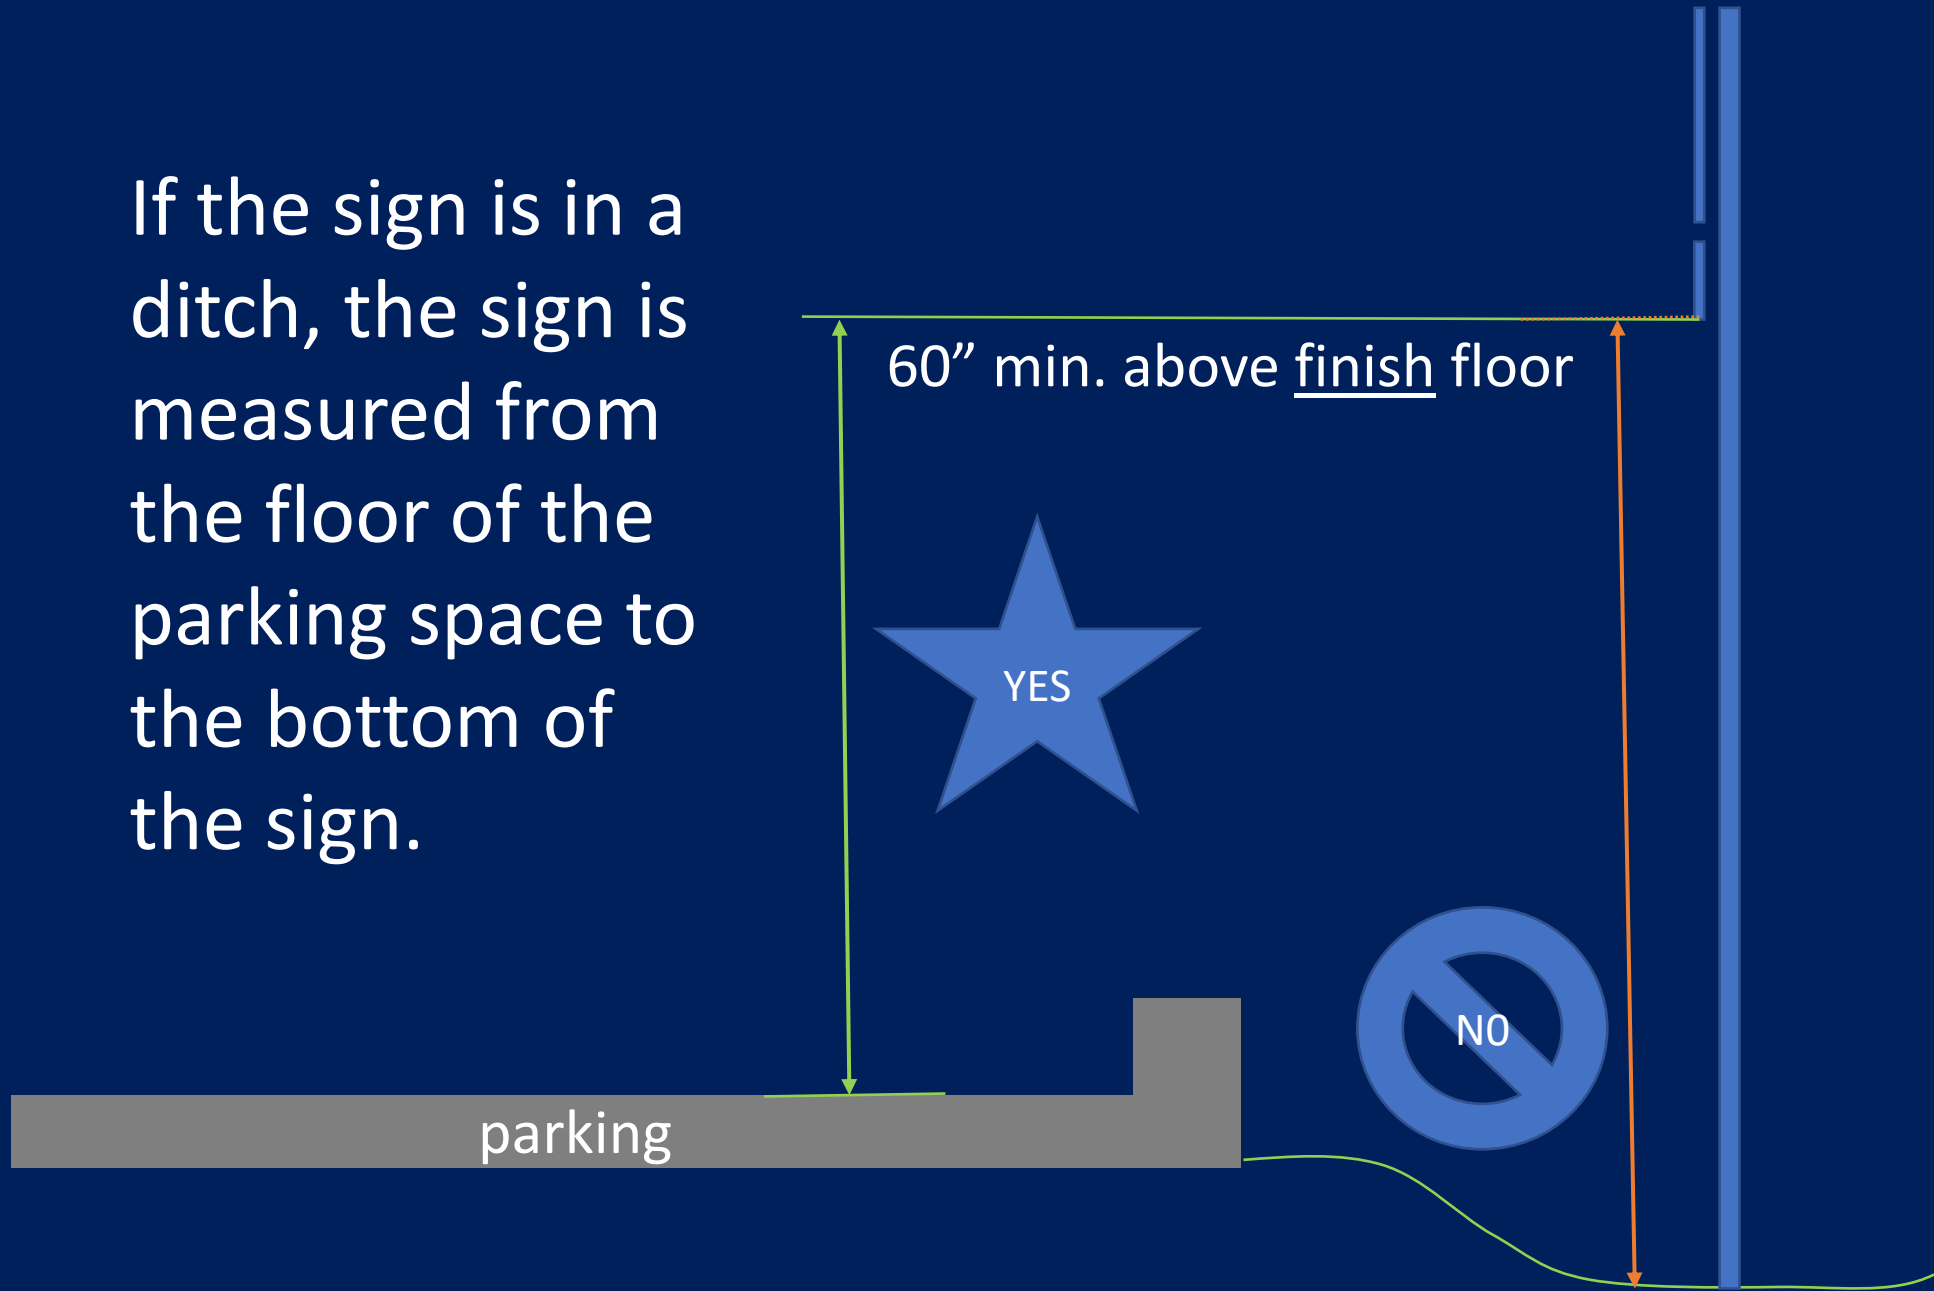 If the sign is in a
ditch, the sign is
measured from
the floor of the
parking space to
the bottom of
the sign.
60” min. above finish floor
YES
N0
parking